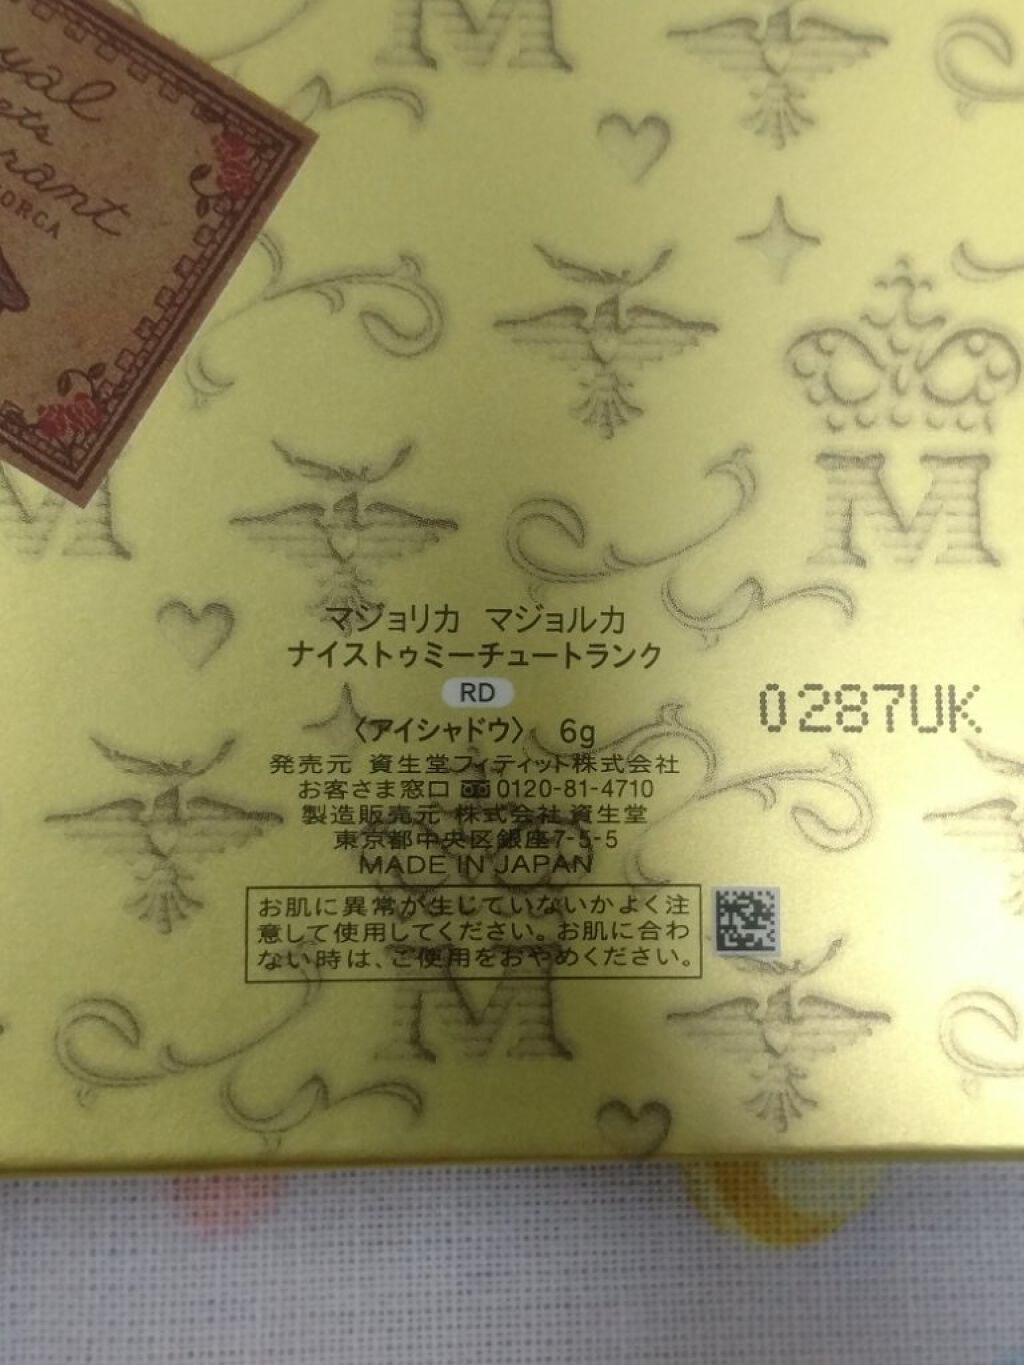 ual
ets
rant
ORCA
M
M
M
マジョリカ マジョルカ
ナイストゥミーチュートランク
RD
〈アイシャドウ〉 6g
0287UK
発売元 資生堂フィティット株式会社
お客さま窓口 0120-81-4710
製造販売元 株式会社 資生堂
東京都中央区銀座7-5-5
MADE IN JAPAN
お肌に異常が生じていないかよく注
意して使用してください。お肌に合わ
ない時は、ご使用をおやめください。
M